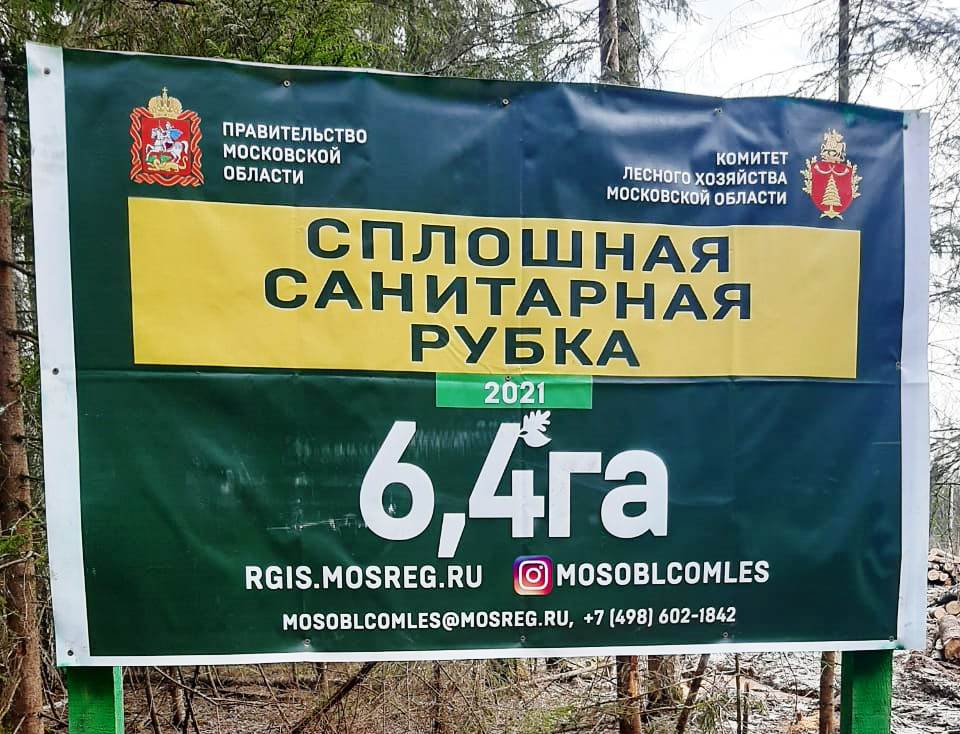 ПРАВИТЕЛЬСТВО
МОСКОВСКОЙ
ОБЛАСТИ
КОМИТЕТ
ЛЕСНОГО ХОЗЯЙСТВА
МОСКОВСКОЙ ОБЛАСТИ
СПЛОШНАЯ
САНИТАРНАЯ
РУБКА
2021
6,4га
RGIS.MOSREG.RU MOSOBLCOMLES
MOSOBLCOMLES@MOSREG.RU, +7 (498) 602-1842